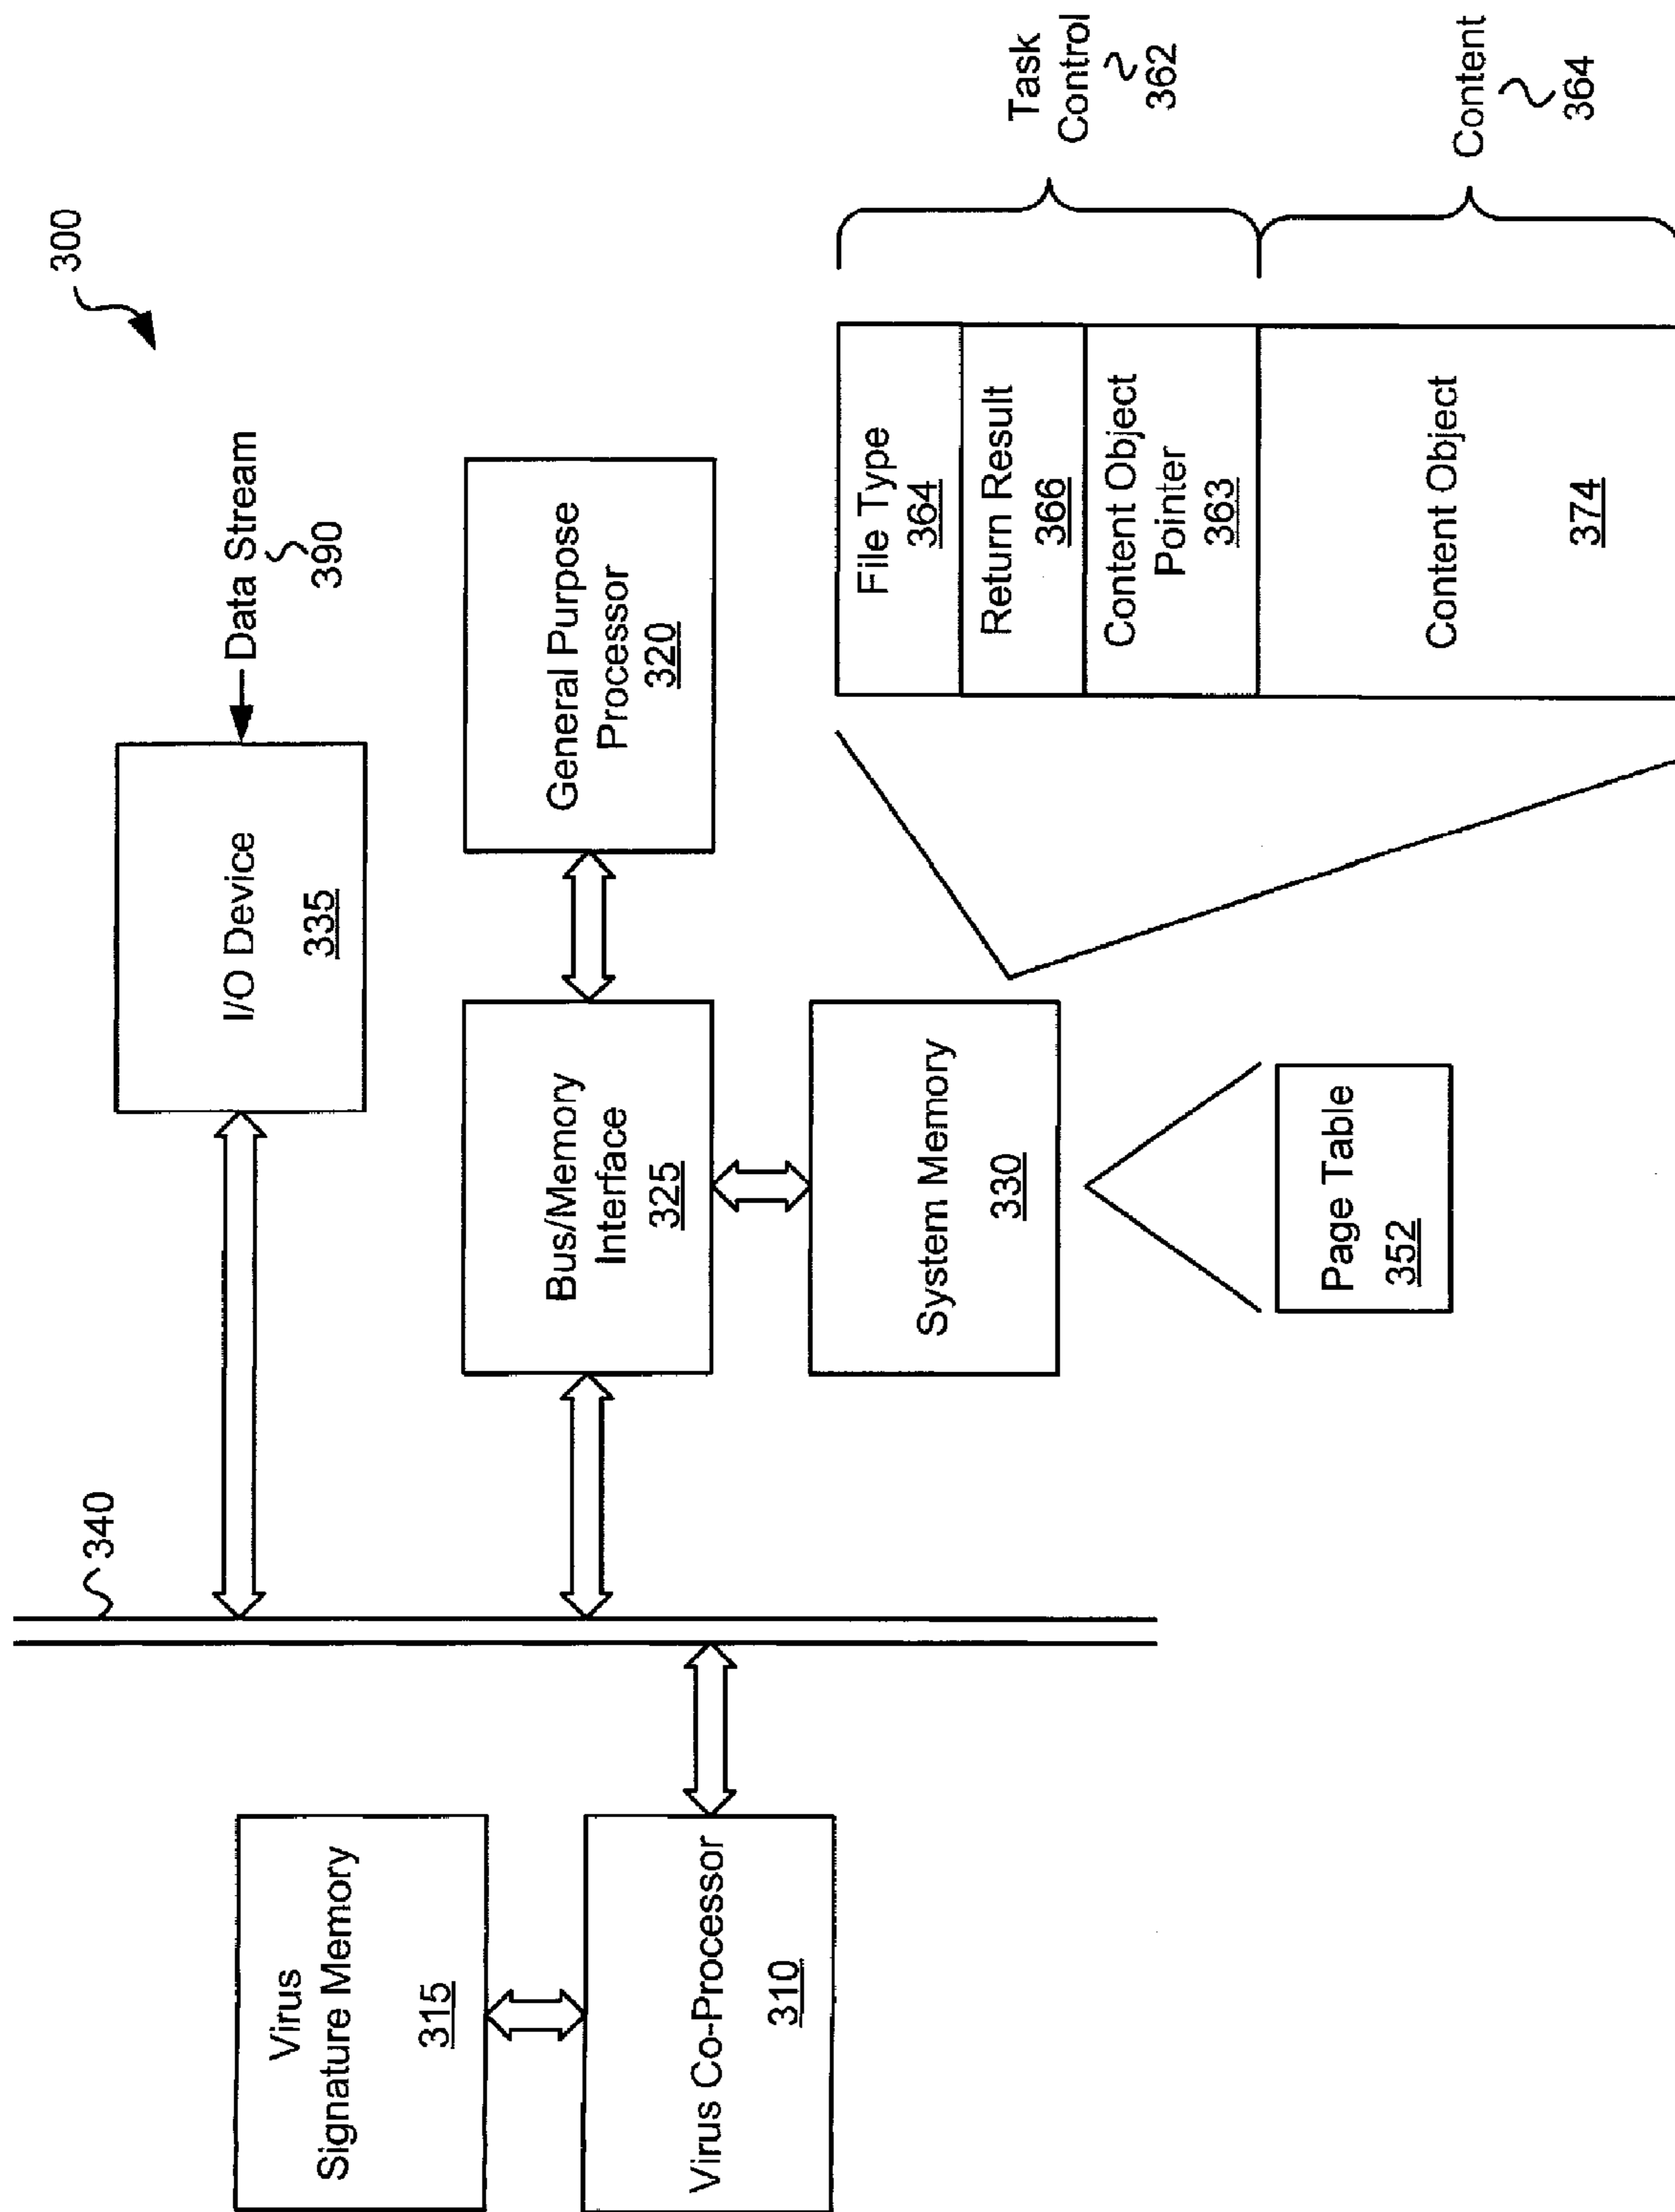 300
340
Data Stream
390
I/O Device
335
Virus
Signature Memory
315
Bus/Memory
Interface
325
General Purpose
Processor
320
Virus Co-Processor
310
System Memory
330
Page Table
352
File Type
364
Return Result
366
Content Object
Pointer
363
Content Object
374
Task
Control
362
Content
364